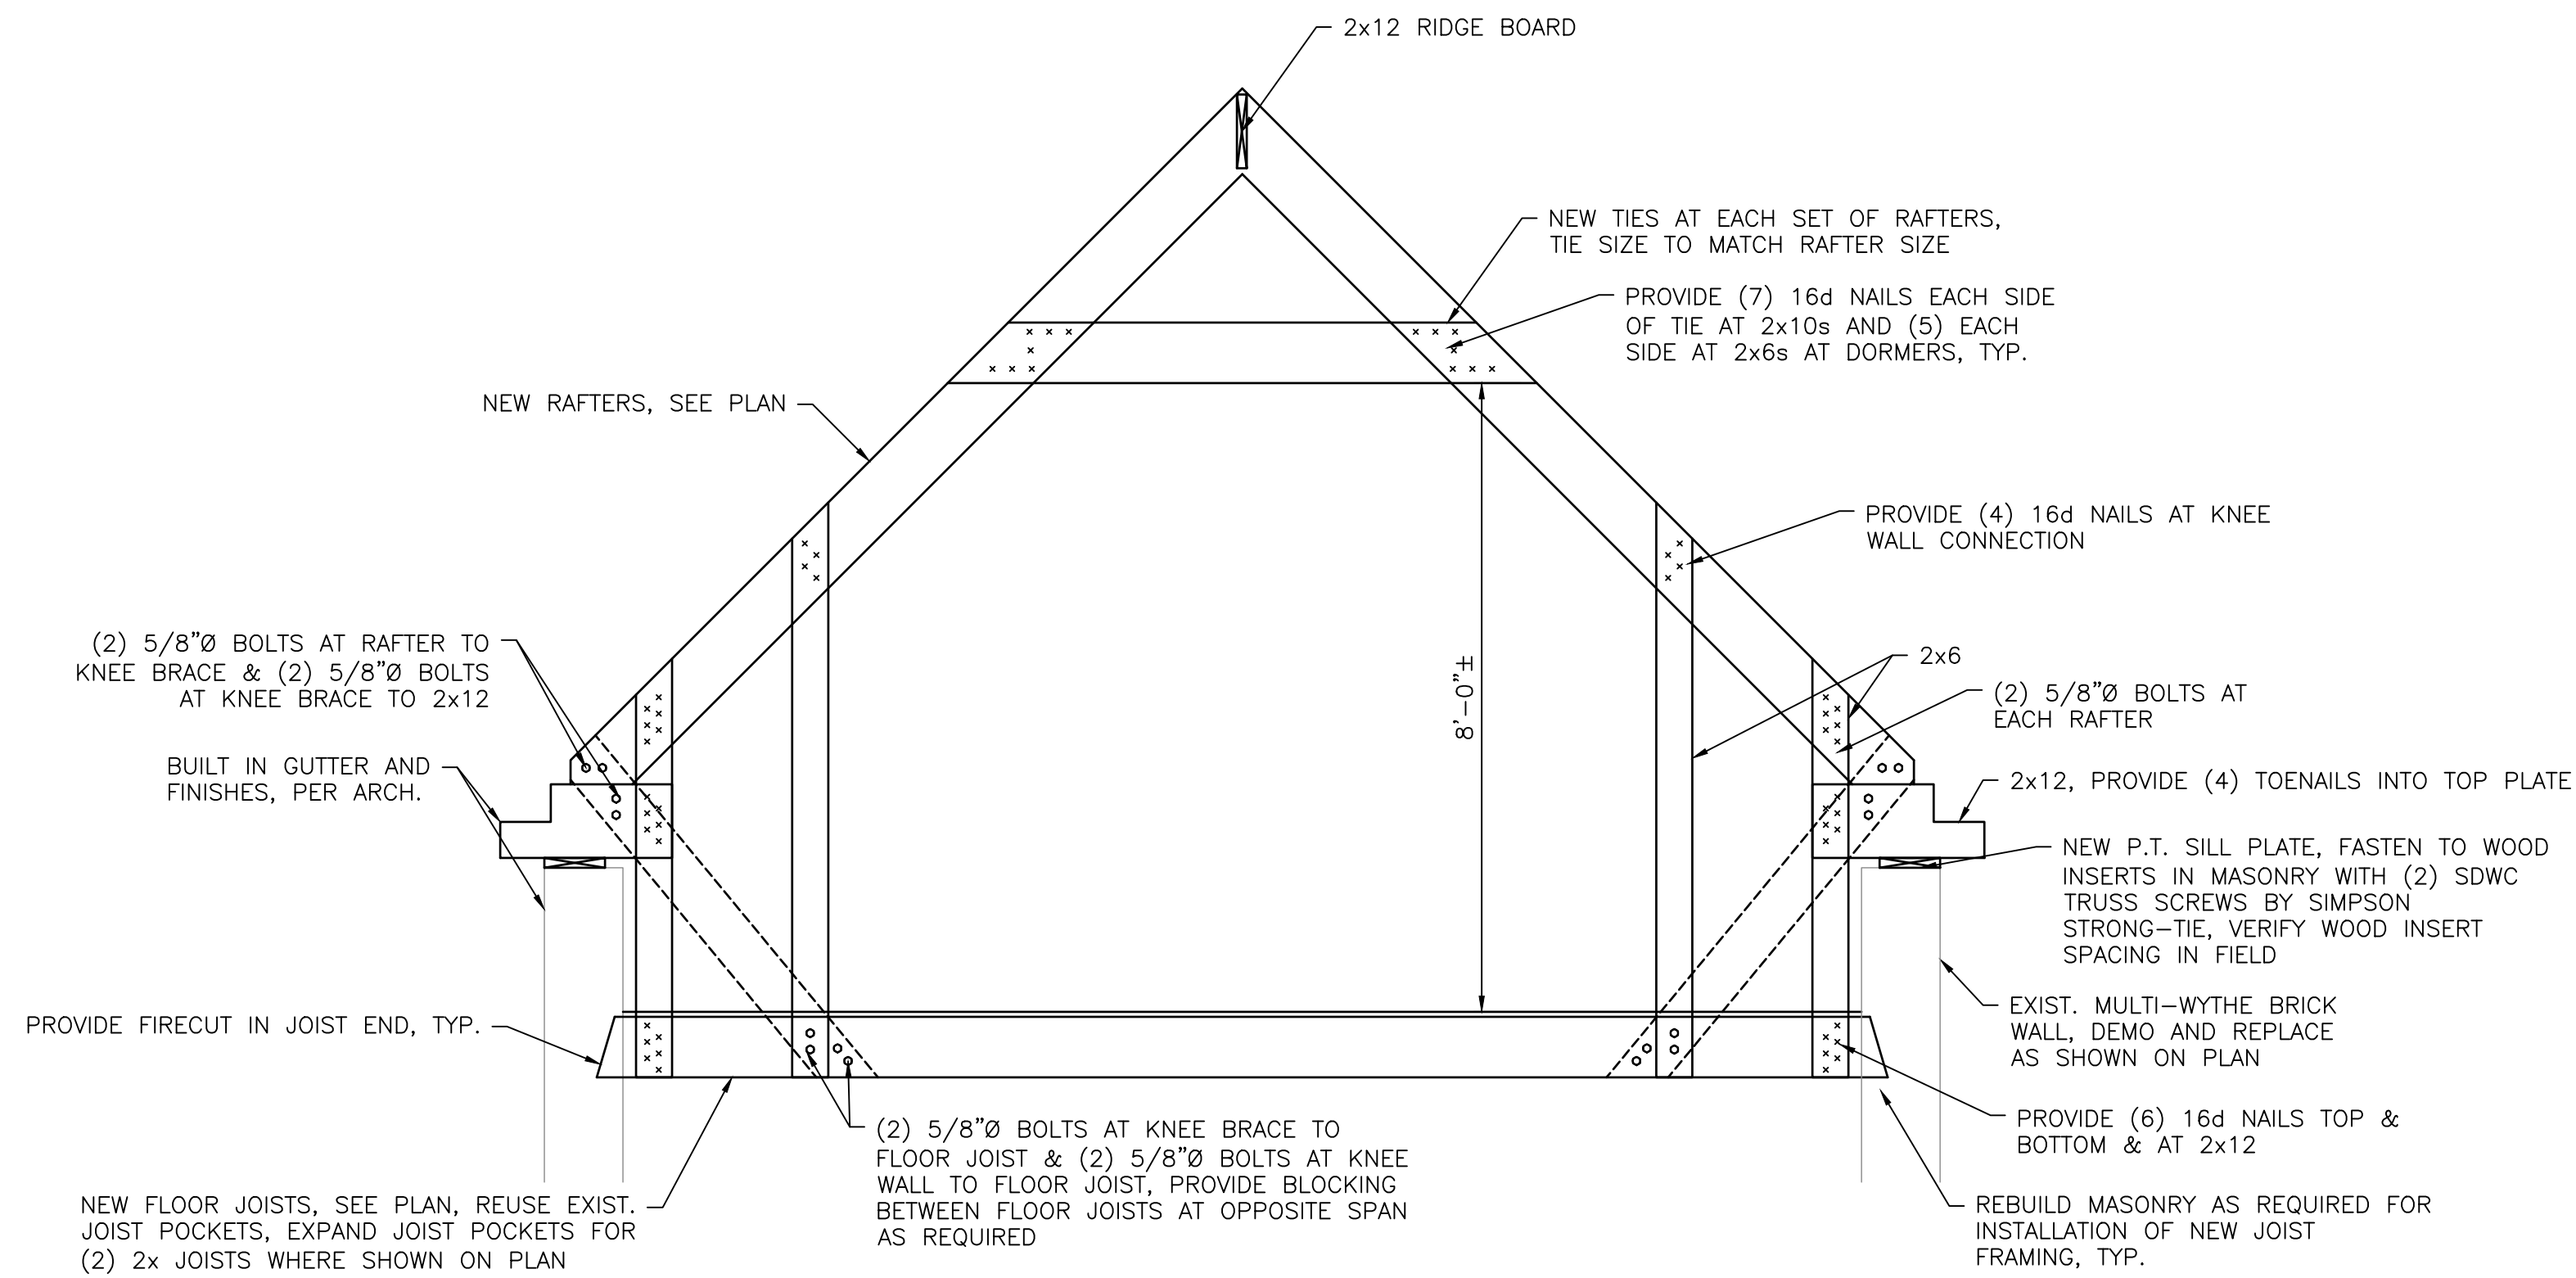 2x12 RIDGE BOARD
NEW TIES AT EACH SET OF RAFTERS,
TIE SIZE TO MATCH RAFTER SIZE
PROVIDE (7) 16d NAILS EACH SIDE
OF TIE AT 2x10s AND (5) EACH
SIDE AT 2x6s AT DORMERS, TYP.
NEW RAFTERS, SEE PLAN
PROVIDE (4) 16d NAILS AT KNEE
WALL CONNECTION
(2) 5/8"Ø BOLTS AT RAFTER TO
KNEE BRACE & (2) 5/8"Ø BOLTS
AT KNEE BRACE TO 2x12
8'-0"±
2x6
(2) 5/8"Ø BOLTS AT
EACH RAFTER
BUILT IN GUTTER AND
FINISHES, PER ARCH.
2x12, PROVIDE (4) TOENAILS INTO TOP PLATE
NEW P.T. SILL PLATE, FASTEN TO WOOD
INSERTS IN MASONRY WITH (2) SDWC
TRUSS SCREWS BY SIMPSON
STRONG-TIE, VERIFY WOOD INSERT
SPACING IN FIELD
PROVIDE FIRECUT IN JOIST END, TYP.
EXIST. MULTI-WYTHE BRICK
WALL, DEMO AND REPLACE
AS SHOWN ON PLAN
(2) 5/8"Ø BOLTS AT KNEE BRACE TO
FLOOR JOIST & (2) 5/8"Ø BOLTS AT KNEE
WALL TO FLOOR JOIST, PROVIDE BLOCKING
BETWEEN FLOOR JOISTS AT OPPOSITE SPAN
AS REQUIRED
PROVIDE (6) 16d NAILS TOP &
BOTTOM & AT 2x12
NEW FLOOR JOISTS, SEE PLAN, REUSE EXIST.
JOIST POCKETS, EXPAND JOIST POCKETS FOR
(2) 2x JOISTS WHERE SHOWN ON PLAN
REBUILD MASONRY AS REQUIRED FOR
INSTALLATION OF NEW JOIST
FRAMING, TYP.